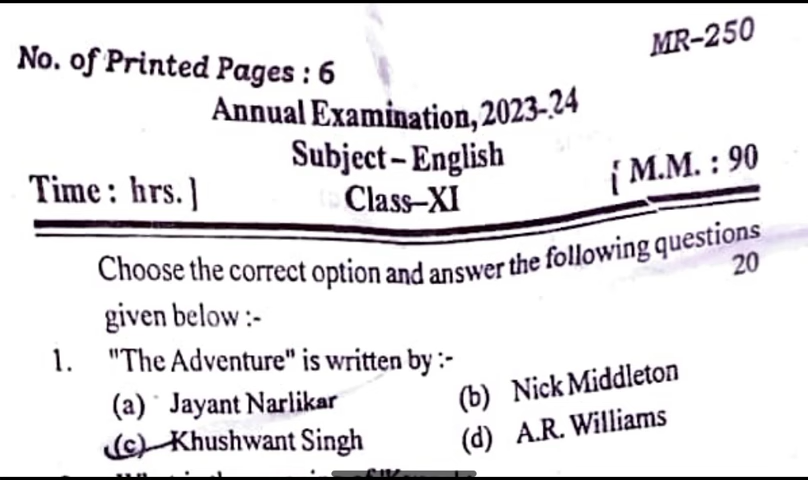 MR-250
No. of Printed Pages : 6
Annual Examination, 2023-24
Subject – English
Time : hrs. ] Class–XI [ M.M. : 90
Choose the correct option and answer the following questions
given below :- 20
1. "The Adventure" is written by :-
(a) Jayant Narlikar (b) Nick Middleton
(c) Khushwant Singh (d) A.R. Williams